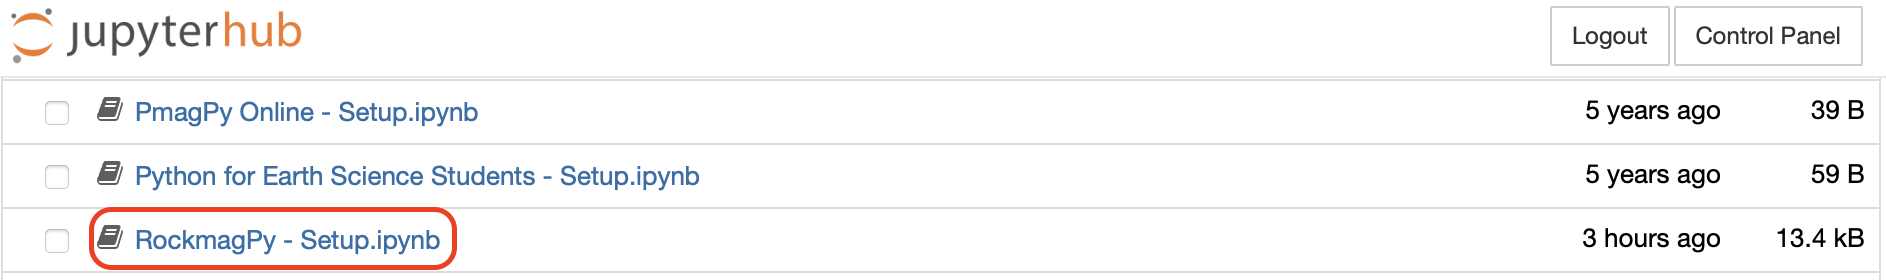 jupyterhub Logout Control Panel
PmagPy Online - Setup.ipynb 5 years ago 39 B
Python for Earth Science Students - Setup.ipynb 5 years ago 59 B
RockmagPy - Setup.ipynb 3 hours ago 13.4 kB